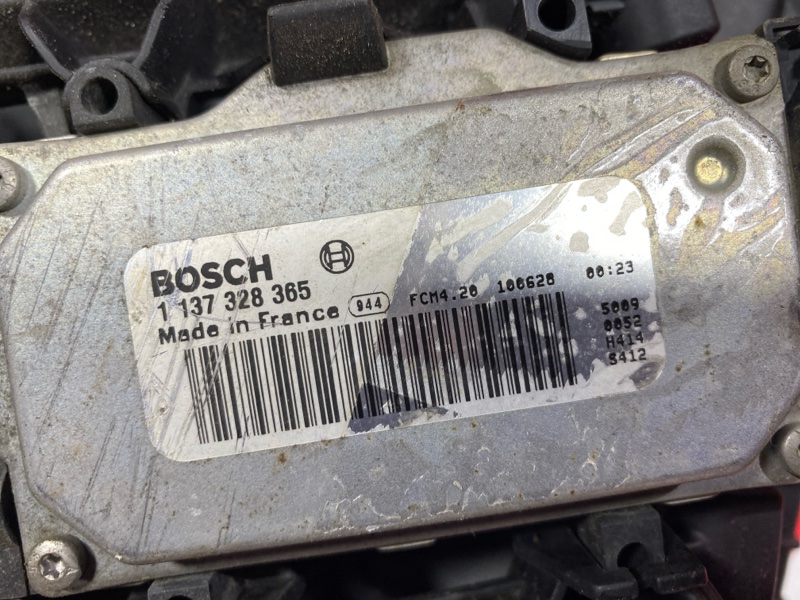 BOSCH
1 137 328 365
Made in France 944 FCM4.20 100628 00:23
5009
0052
H414
S412